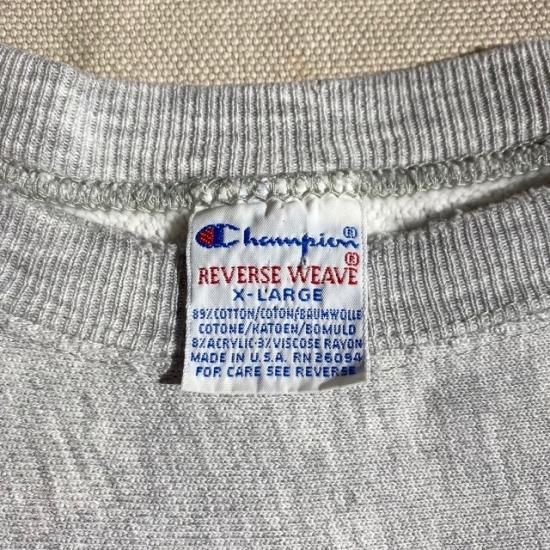 Champion®
REVERSE WEAVE®
X-LARGE
89% COTTON/COTON/BAUMWOLLE
COTONE/KATOEN/BOMULD
8% ACRYLIC·3% VISCOSE RAYON
MADE IN U.S.A. RN 26094
FOR CARE SEE REVERSE